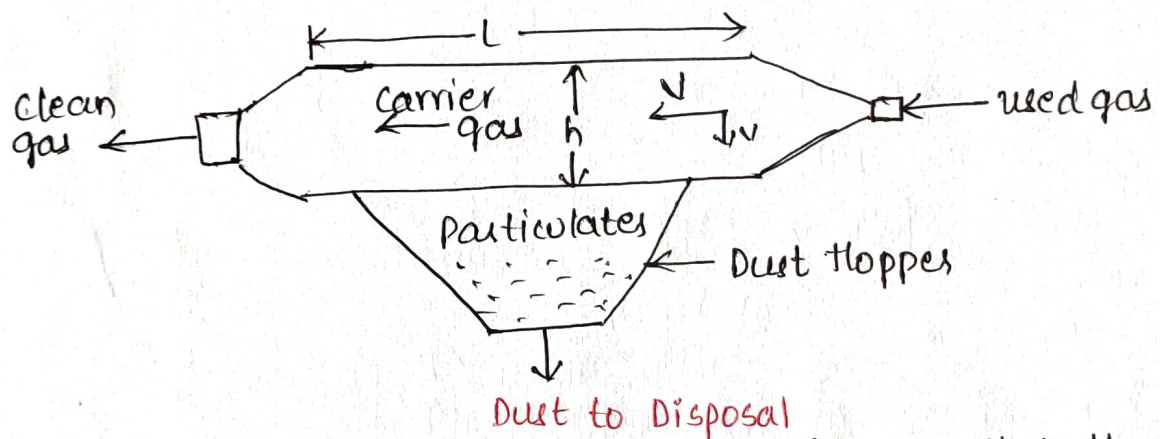 L
clean
gas
carrier
gas
h
V
v
used gas
Particulates
Dust Hopper
Dust to Disposal